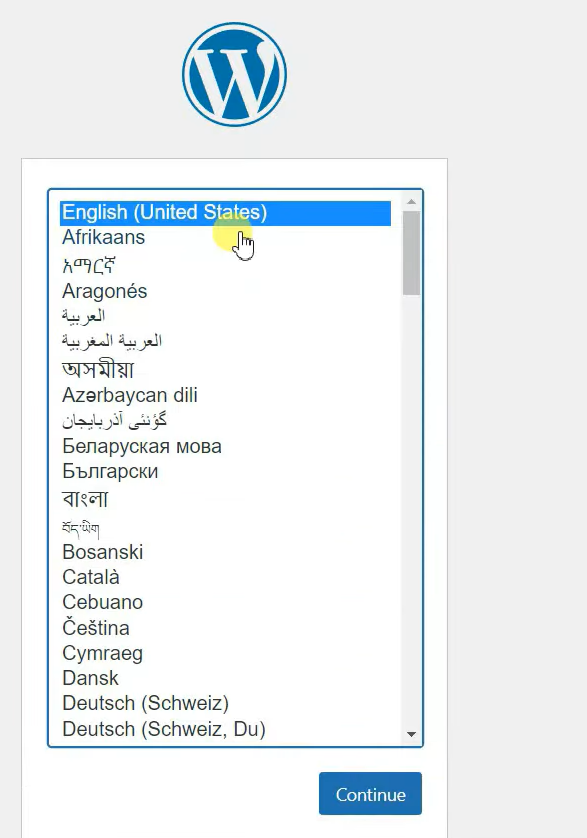 English (United States)
Afrikaans
አማርኛ
Aragonés
العربية
العربية المغربية
অসমীয়া
Azərbaycan dili
گؤنئی آذربایجان
Беларуская мова
Български
বাংলা
བོད་ཡིག
Bosanski
Català
Cebuano
Čeština
Cymraeg
Dansk
Deutsch (Schweiz)
Deutsch (Schweiz, Du)
Continue